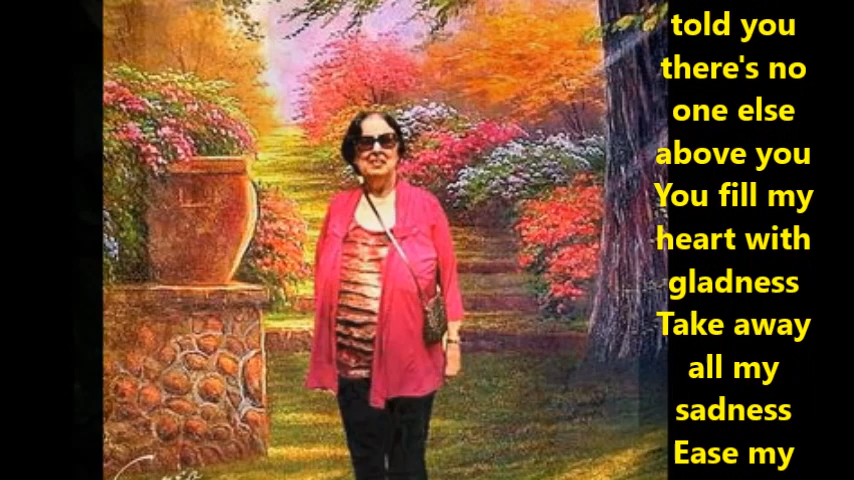 told you
there's no
one else
above you
You fill my
heart with
gladness
Take away
all my
sadness
Ease my